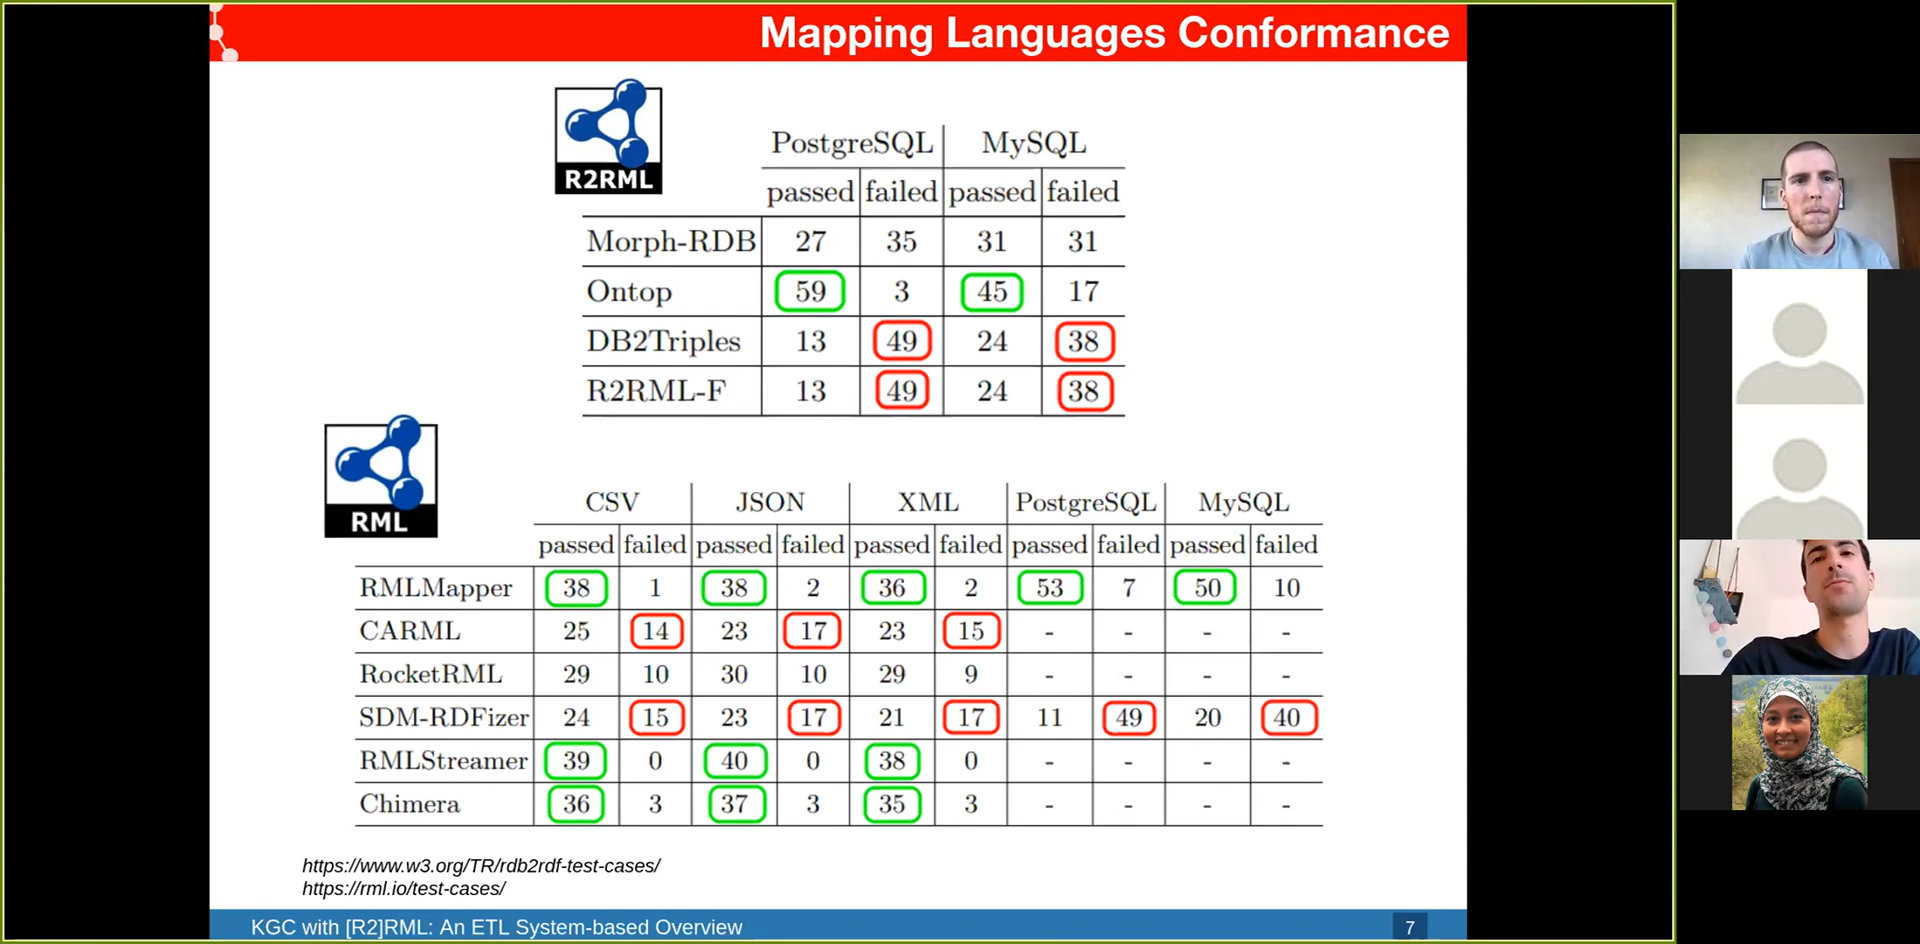 Mapping Languages Conformance
R2RML
PostgreSQL MySQL
passed failed passed failed
Morph-RDB 27 35 31 31
Ontop 59 3 45 17
DB2Triples 13 49 24 38
R2RML-F 13 49 24 38
RML
CSV JSON XML PostgreSQL MySQL
passed failed passed failed passed failed passed failed passed failed
RMLMapper 38 1 38 2 36 2 53 7 50 10
CARML 25 14 23 17 23 15 - - - -
RocketRML 29 10 30 10 29 9 - - - -
SDM-RDFizer 24 15 23 17 21 17 11 49 20 40
RMLStreamer 39 0 40 0 38 0 - - - -
Chimera 36 3 37 3 35 3 - - - -
https://www.w3.org/TR/rdb2rdf-test-cases/
https://rml.io/test-cases/
KGC with [R2]RML: An ETL System-based Overview 7